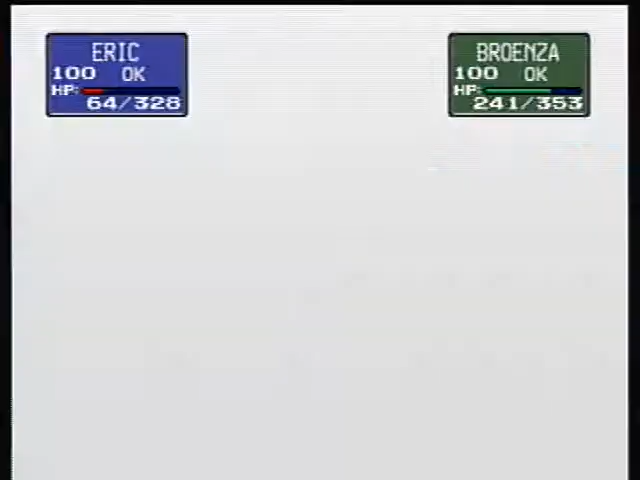 ERIC
100 OK
HP:
64/328
BROENZA
100 OK
HP:
241/353